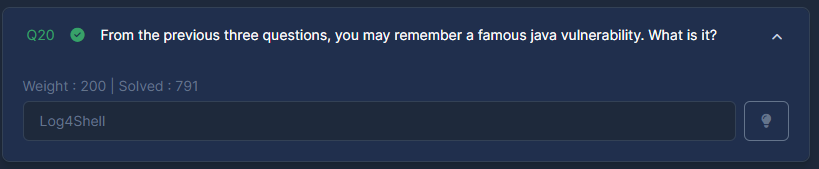 Q20 From the previous three questions, you may remember a famous java vulnerability. What is it?
Weight : 200 | Solved : 791
Log4Shell